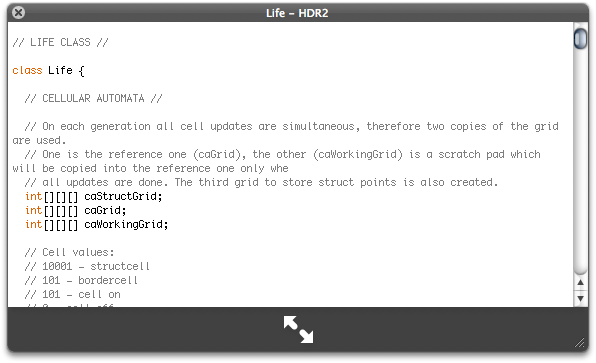 Life – HDR2
// LIFE CLASS //
class Life {
// CELLULAR AUTOMATA //
// On each generation all cell updates are simultaneous, therefore two copies of the grid
are used.
// One is the reference one (caGrid), the other (caWorkingGrid) is a scratch pad which
will be copied into the reference one only whe
// all updates are done. The third grid to store struct points is also created.
int[][][] caStructGrid;
int[][][] caGrid;
int[][][] caWorkingGrid;
// Cell values:
// 10001 – structcell
// 101 – bordercell
// 101 – cell on
// 0 – cell off